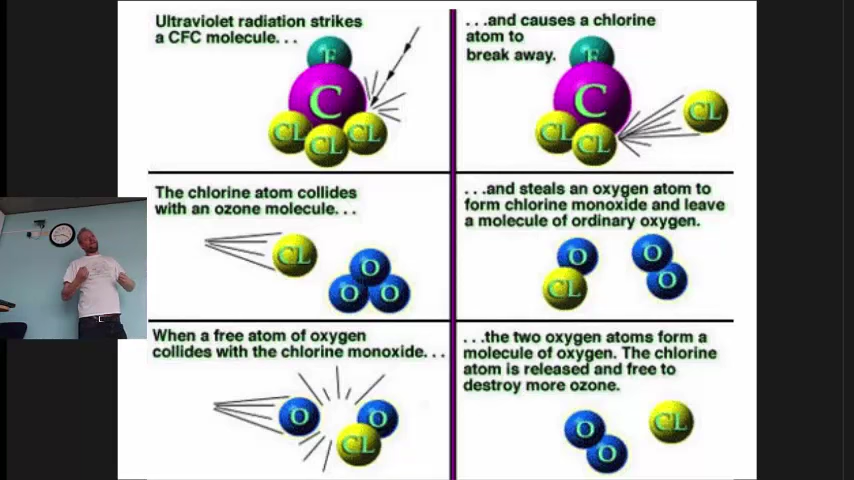 Ultraviolet radiation strikes
a CFC molecule. . .
F
C
CL
CL
CL
. . .and causes a chlorine
atom to
break away.
F
C
CL
CL
CL
The chlorine atom collides
with an ozone molecule. . .
CL
O
O
O
. . .and steals an oxygen atom to
form chlorine monoxide and leave
a molecule of ordinary oxygen.
O
CL
O
O
When a free atom of oxygen
collides with the chlorine monoxide. . .
O
O
CL
. . .the two oxygen atoms form a
molecule of oxygen. The chlorine
atom is released and free to
destroy more ozone.
O
O
CL